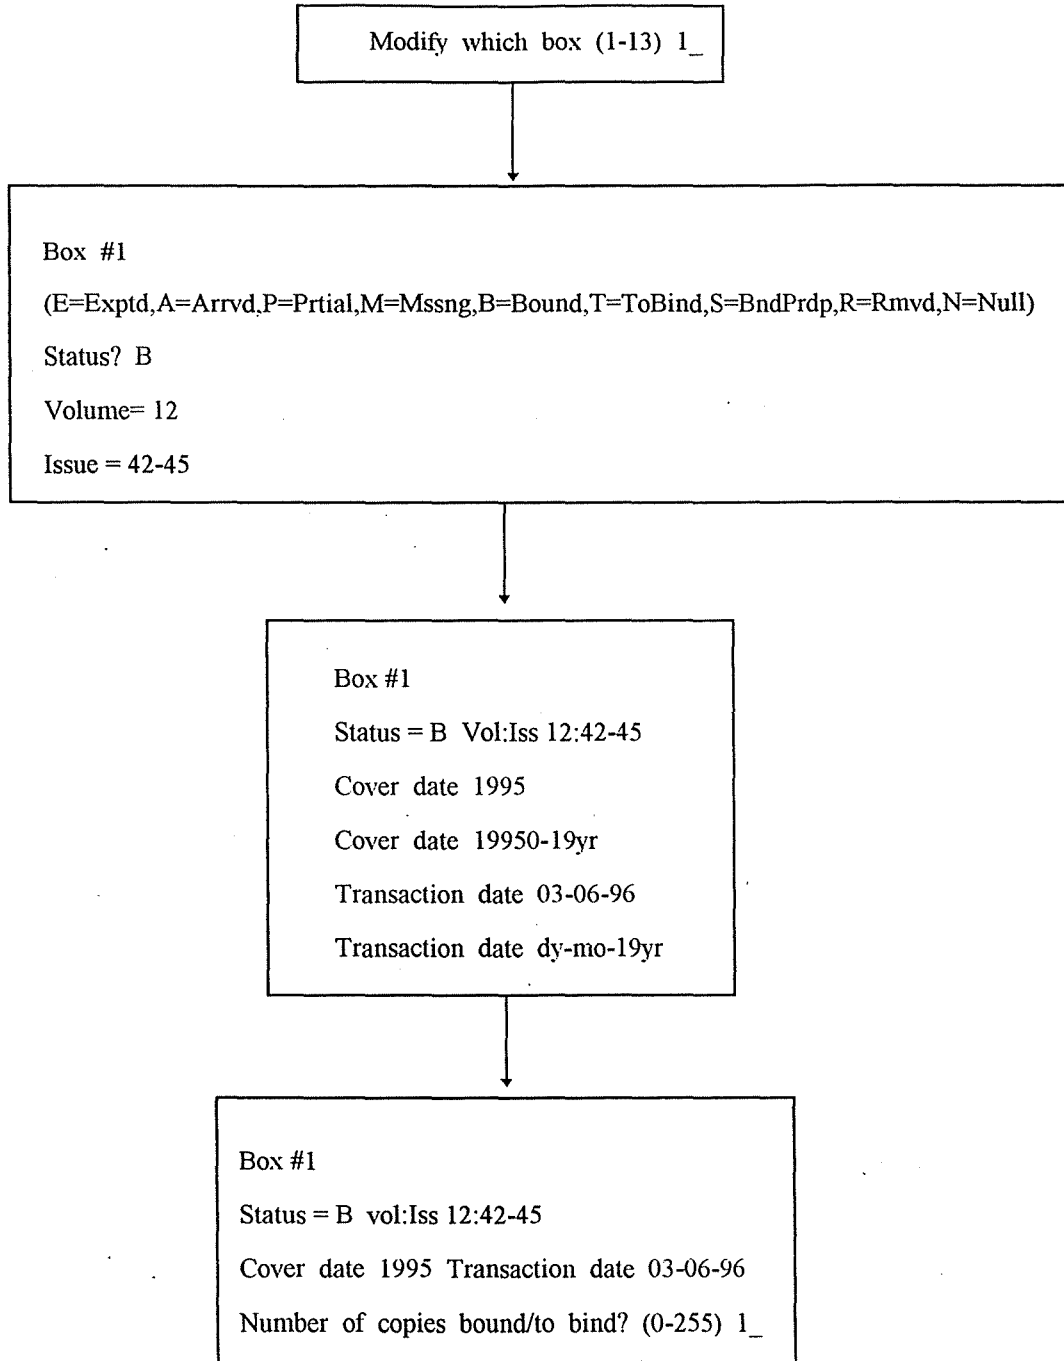 Modify which box (1-13) 1_
Box #1
(E=Exptd,A=Arrvd,P=Prtial,M=Mssng,B=Bound,T=ToBind,S=BndPrdp,R=Rmvd,N=Null)
Status? B
Volume= 12
Issue = 42-45
Box #1
Status = B Vol:Iss 12:42-45
Cover date 1995
Cover date 19950-19yr
Transaction date 03-06-96
Transaction date dy-mo-19yr
Box #1
Status = B vol:Iss 12:42-45
Cover date 1995 Transaction date 03-06-96
Number of copies bound/to bind? (0-255) 1_